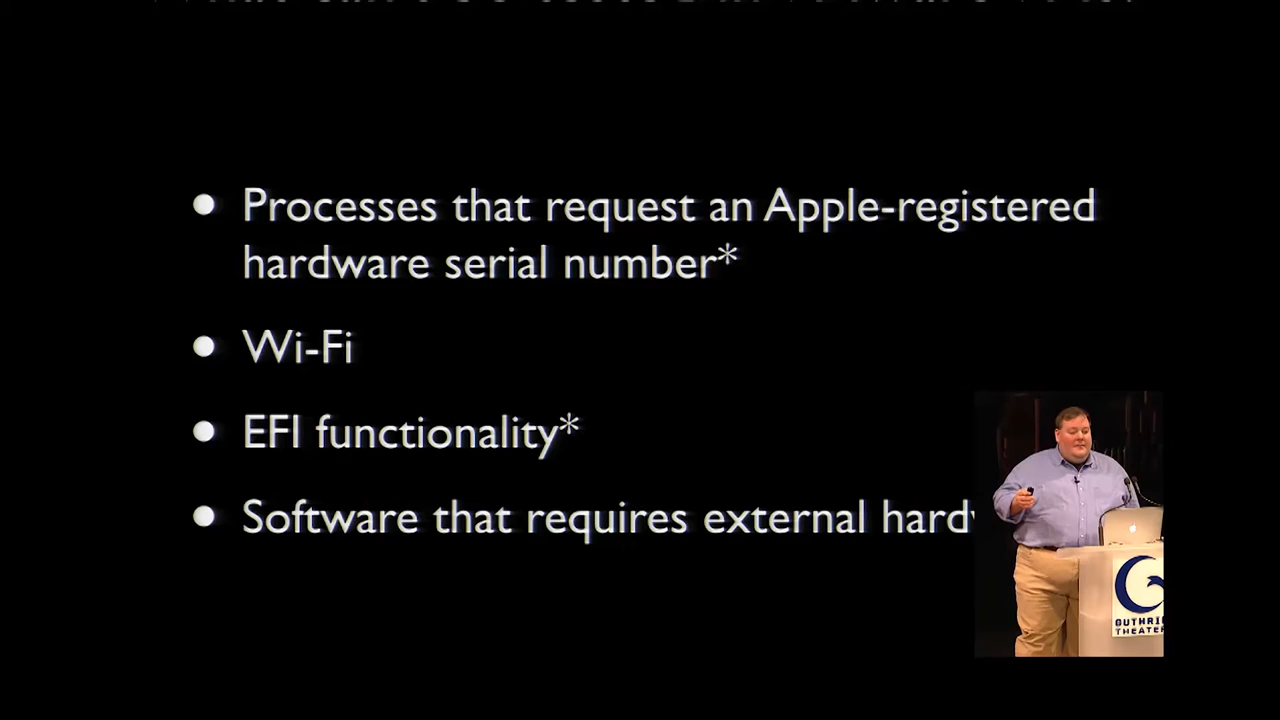 Processes that request an Apple-registered
hardware serial number*
Wi-Fi
EFI functionality*
Software that requires external
GUTHRIE
THEATER